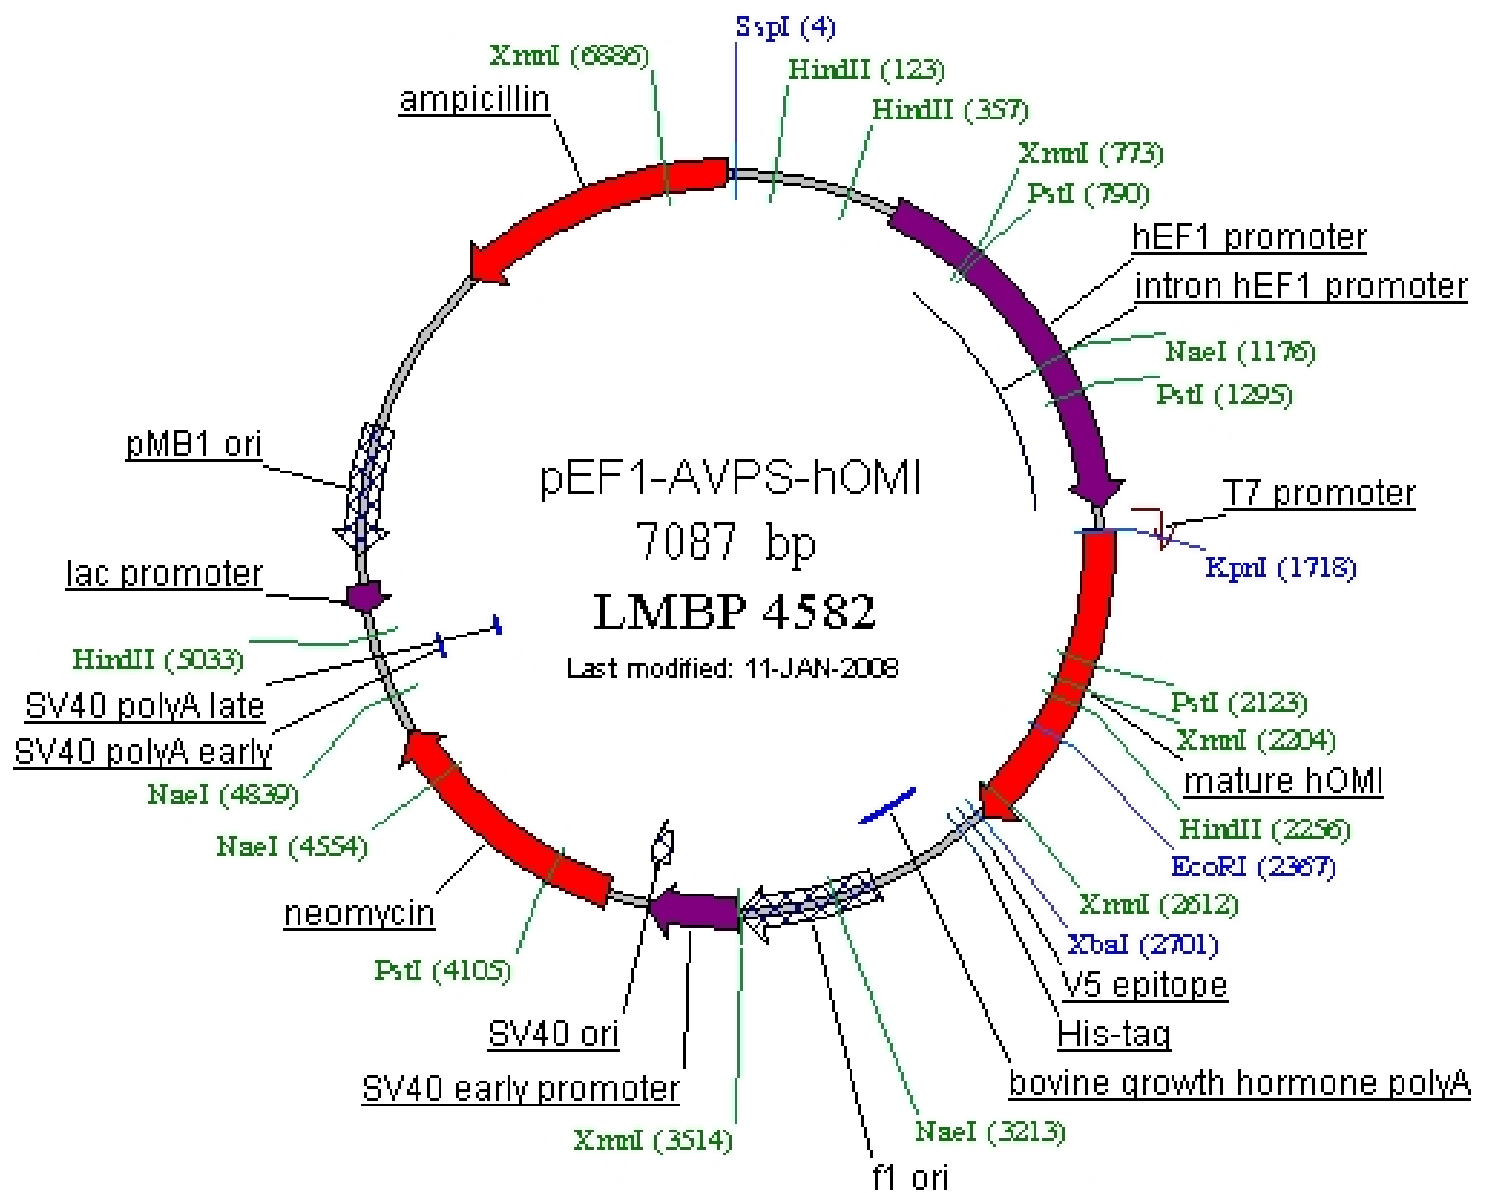 SspI (4)
XmnI (6886)
HindII (123)
ampicillin
HindII (357)
XmnI (773)
PstI (790)
hEF1 promoter
intron hEF1 promoter
NaeI (1176)
PstI (1295)
pMB1 ori
pEF1-AVPS-hOMI
T7 promoter
7087 bp
KpnI (1718)
lac promoter
LMBP 4582
HindII (5033)
Last modified: 11-JAN-2008
SV40 polyA late
PstI (2123)
SV40 polyA early
XmnI (2204)
mature hOMI
NaeI (4839)
HindII (2256)
NaeI (4554)
EcoRI (2367)
neomycin
XmnI (2612)
XbaI (2701)
PstI (4105)
V5 epitope
SV40 ori
His-tag
SV40 early promoter
bovine growth hormone polyA
XmnI (3514)
NaeI (3213)
f1 ori